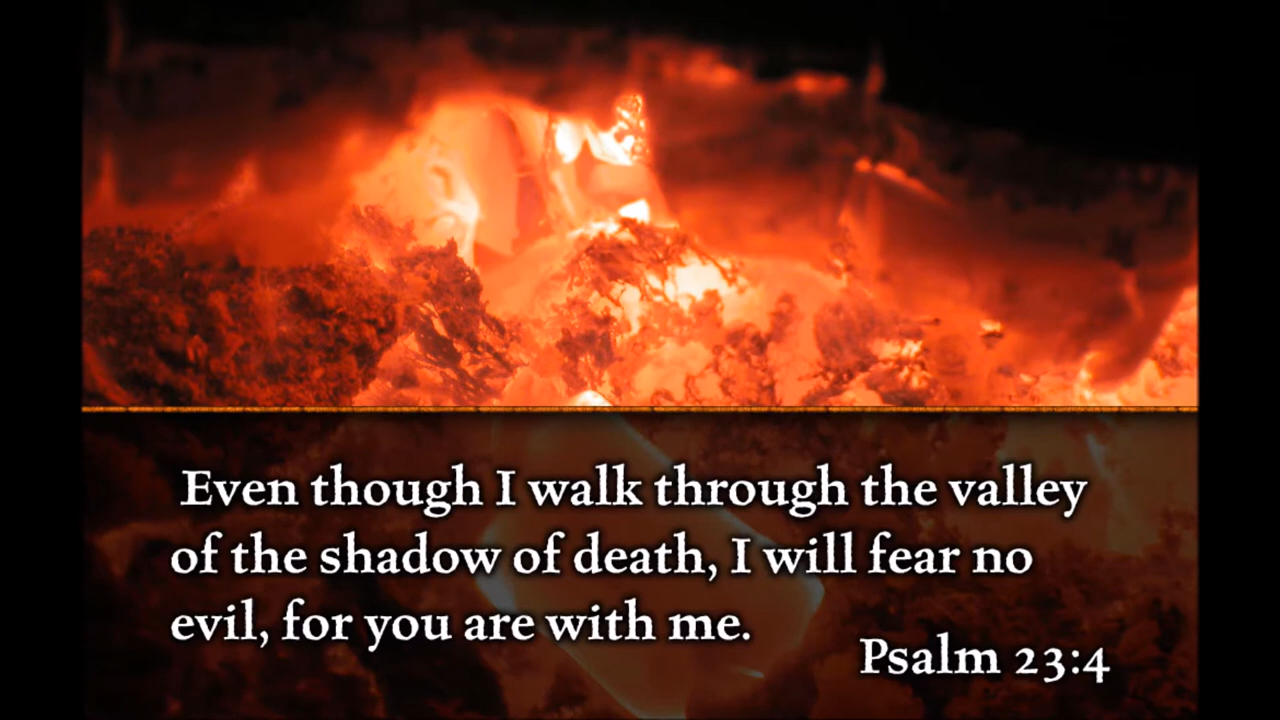 Even though I walk through the valley
of the shadow of death, I will fear no
evil, for you are with me.
Psalm 23:4